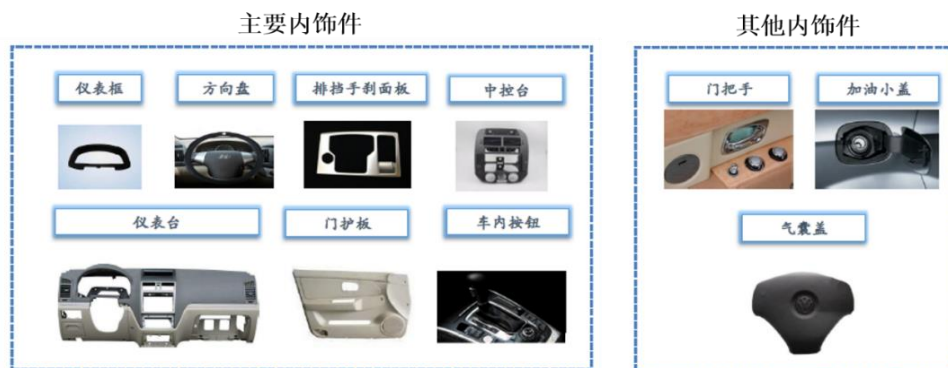 主要内饰件
其他内饰件
仪表框
方向盘
排挡手刹面板
中控台
门把手
加油小盖
仪表台
门护板
车内按钮
气囊盖